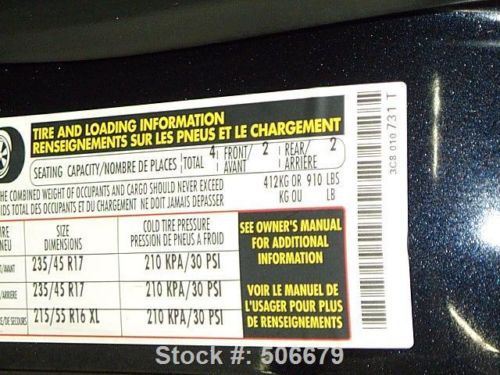 TIRE AND LOADING INFORMATION
RENSEIGNEMENTS SUR LES PNEUS ET LE CHARGEMENT
SEATING CAPACITY/NOMBRE DE PLACES TOTAL 4 FRONT/AVANT 2 REAR/ARRIÈRE 2
THE COMBINED WEIGHT OF OCCUPANTS AND CARGO SHOULD NEVER EXCEED 412KG OR 910 LBS
POIDS TOTAL DES OCCUPANTS ET DU CHARGEMENT NE DOIT JAMAIS DÉPASSER KG OU LB
SIZE
DIMENSIONS
COLD TIRE PRESSURE
PRESSION DE PNEUS A FROID
235/45 R17 210 KPA/30 PSI
235/45 R17 210 KPA/30 PSI
215/55 R16 XL 210 KPA/30 PSI
SEE OWNER'S MANUAL
FOR ADDITIONAL
INFORMATION
VOIR LE MANUEL DE
L'USAGER POUR PLUS
DE RENSEIGNEMENTS
3C8 010 731 T
Stock #: 506679